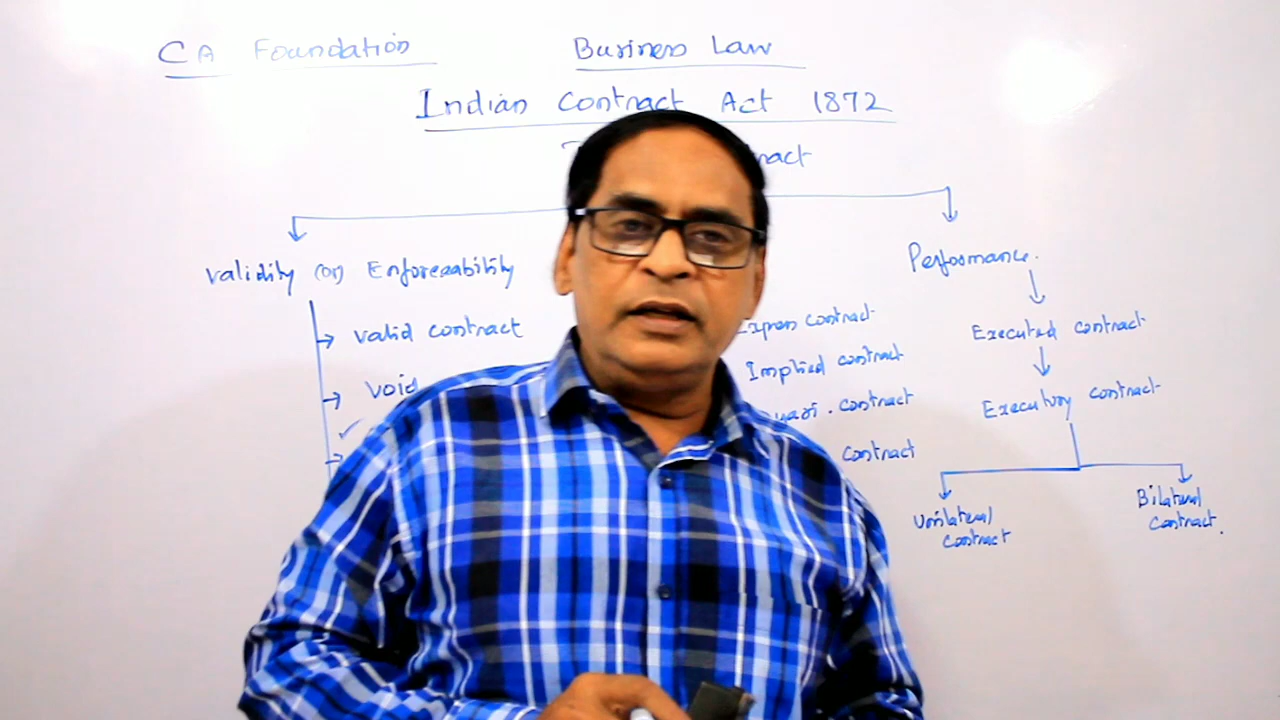 CA Foundation Business Law
Indian Contract Act 1872
Validity (or) Enforceability
Performance.
valid contract
contract
Executed contract
void
Implied contract
Executory contract
contract
contract
Unilateral
contract
Bilateral
contract.